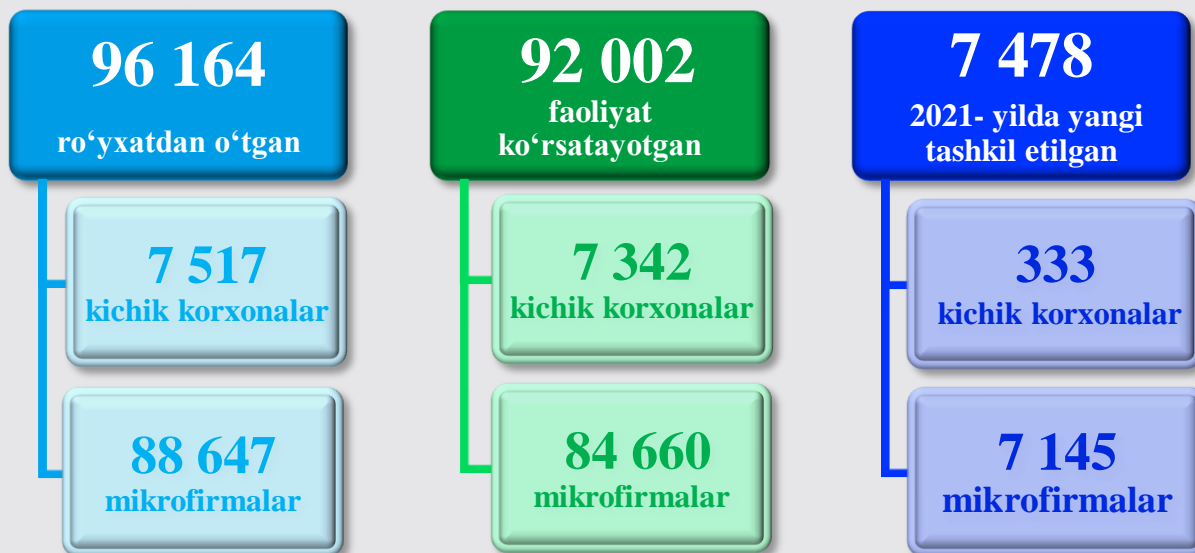 96 164
ro‘yxatdan o‘tgan
7 517
kichik korxonalar
88 647
mikrofirmalar
92 002
faoliyat
ko‘rsatayotgan
7 342
kichik korxonalar
84 660
mikrofirmalar
7 478
2021- yilda yangi
tashkil etilgan
333
kichik korxonalar
7 145
mikrofirmalar